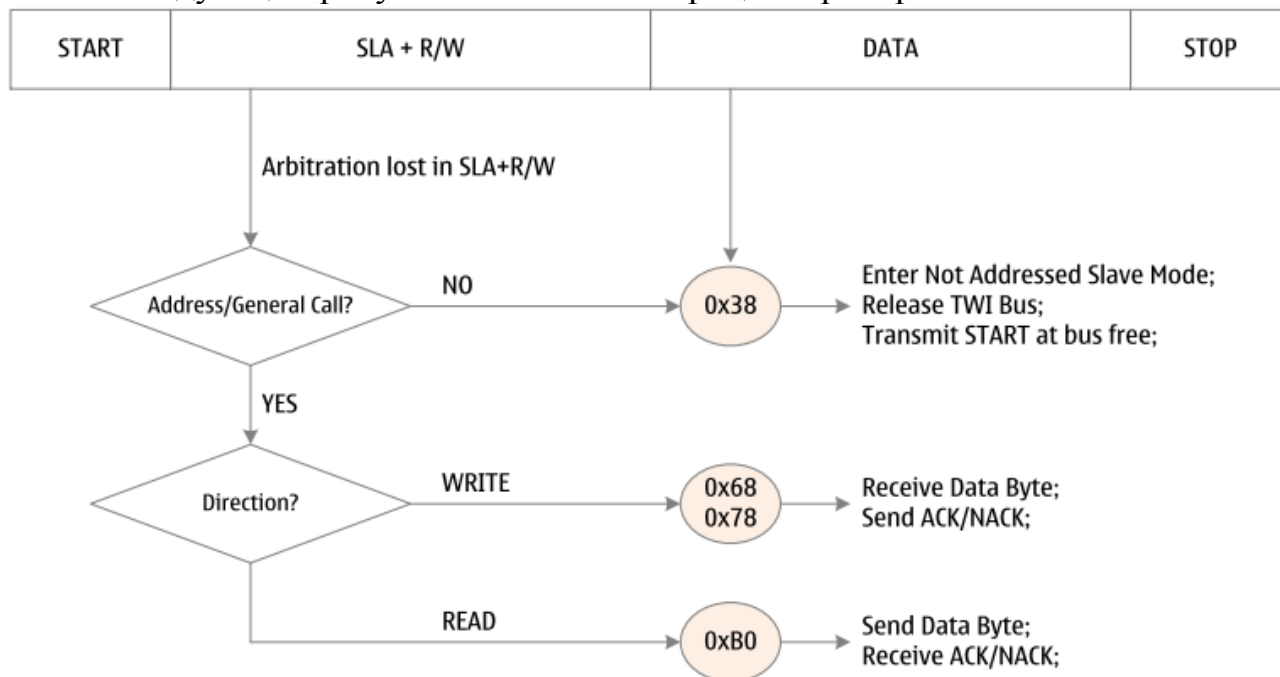 START
SLA + R/W
DATA
STOP
Arbitration lost in SLA+R/W
Address/General Call?
NO
0x38
Enter Not Addressed Slave Mode;
Release TWI Bus;
Transmit START at bus free;
YES
Direction?
WRITE
0x68
0x78
Receive Data Byte;
Send ACK/NACK;
READ
0xB0
Send Data Byte;
Receive ACK/NACK;